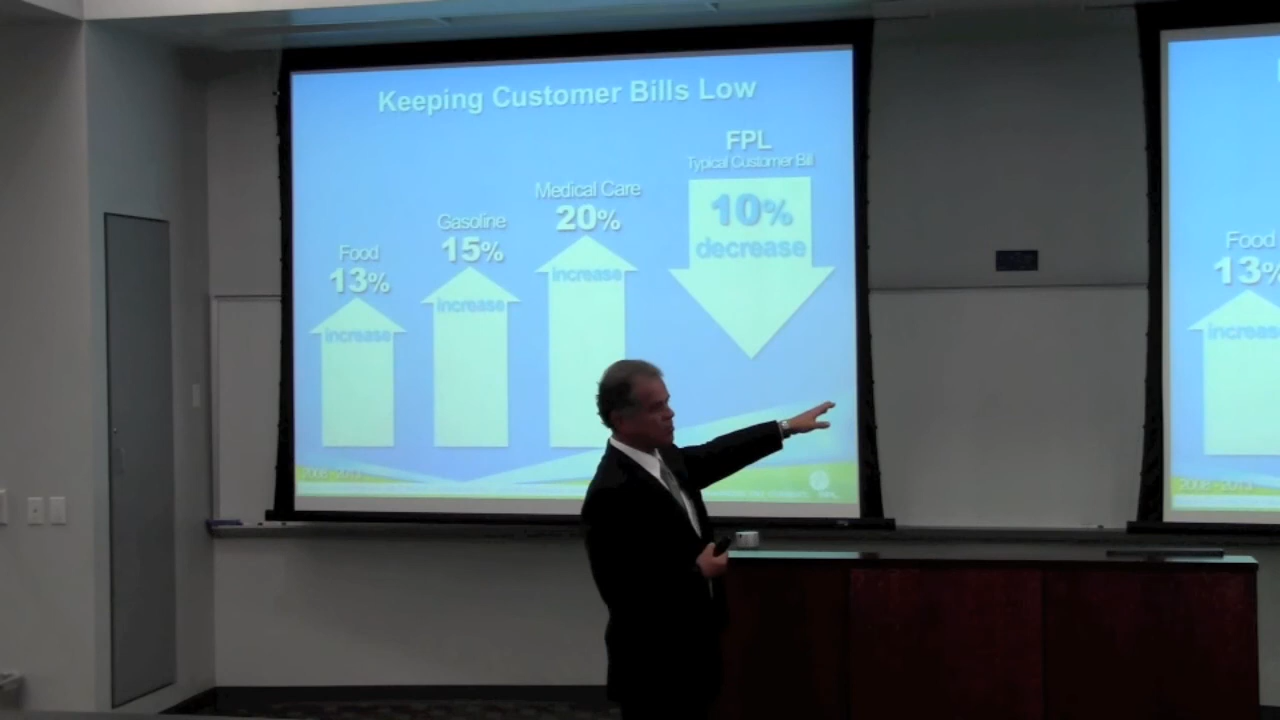 Keeping Customer Bills Low
FPL
Typical Customer Bill
10%
decrease
Medical Care
20%
increase
Gasoline
15%
increase
Food
13%
increase
FPL
Food
13%
increase